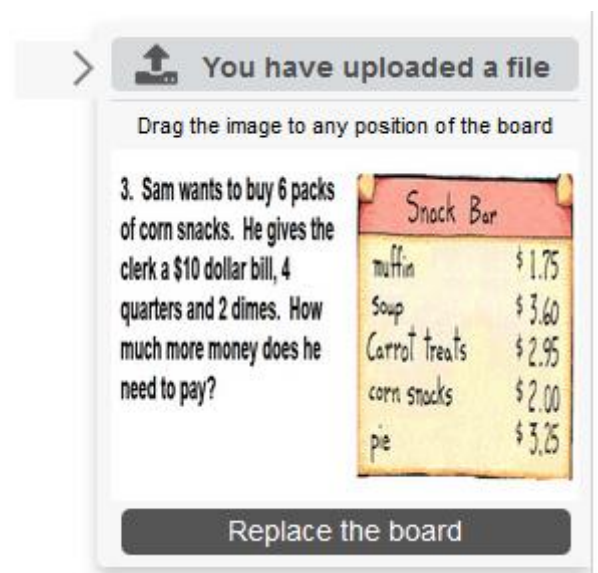 You have uploaded a file
Drag the image to any position of the board
3. Sam wants to buy 6 packs
of corn snacks. He gives the
clerk a $10 dollar bill, 4
quarters and 2 dimes. How
much more money does he
need to pay?
Snack Bar
muffin $1.75
Soup $3.60
Carrot treats $2.95
corn snacks $2.00
pie $3.25
Replace the board